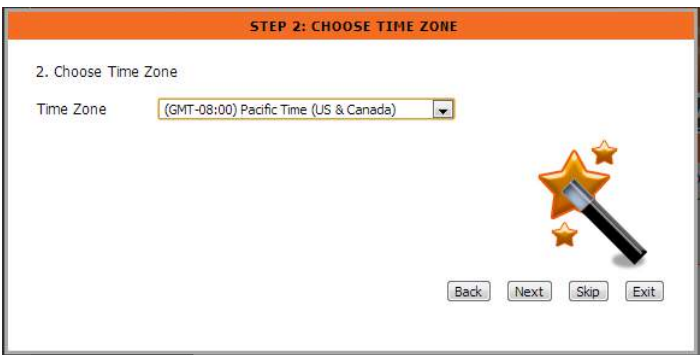 STEP 2: CHOOSE TIME ZONE
2. Choose Time Zone
Time Zone (GMT-08:00) Pacific Time (US & Canada)
Back Next Skip Exit